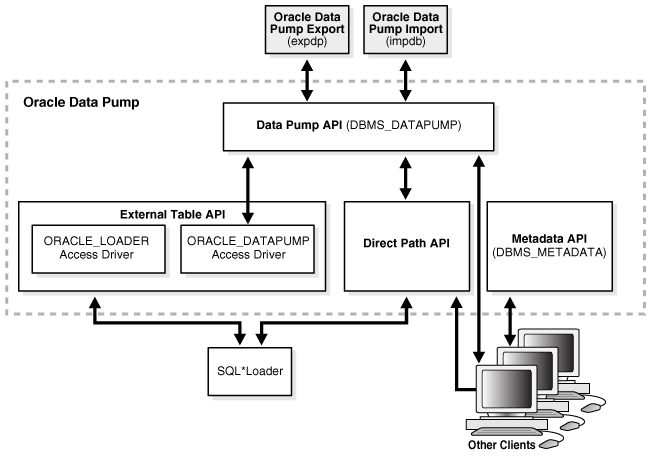 Oracle Data
Pump Export
(expdp)
Oracle Data
Pump Import
(impdb)
Oracle Data Pump
Data Pump API (DBMS_DATAPUMP)
External Table API
ORACLE_LOADER
Access Driver
ORACLE_DATAPUMP
Access Driver
Direct Path API
Metadata API
(DBMS_METADATA)
SQL*Loader
Other Clients